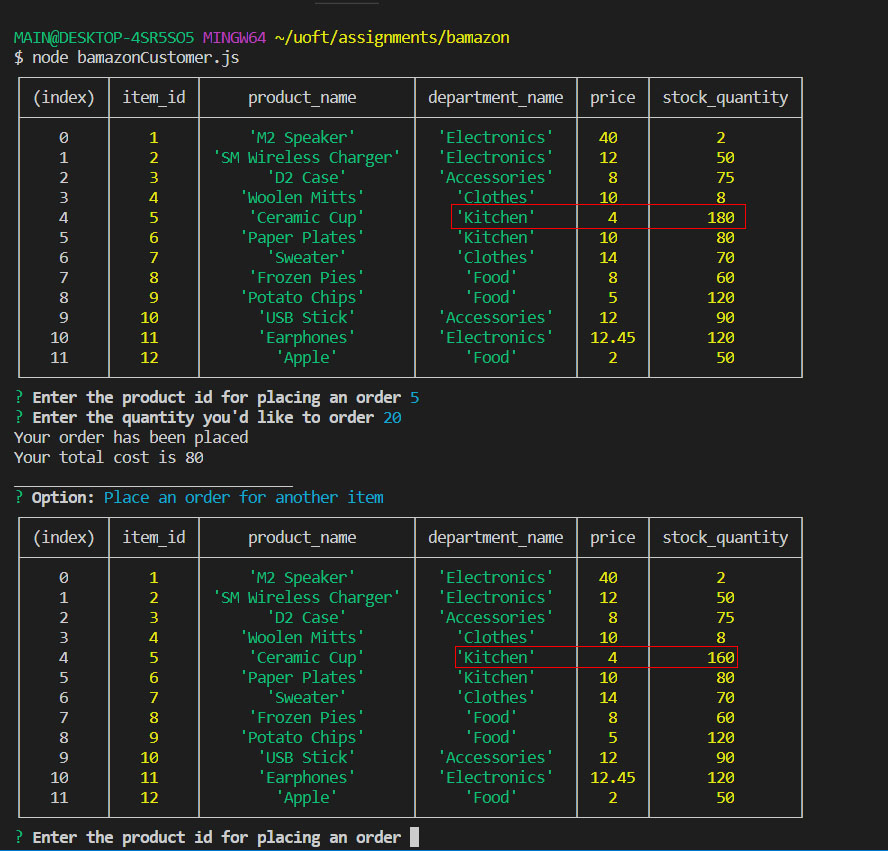 MAIN@DESKTOP-4SR5SO5 MINGW64 ~/uoft/assignments/bamazon
$ node bamazonCustomer.js
(index) item_id product_name department_name price stock_quantity
0 1 'M2 Speaker' 'Electronics' 40 2
1 2 'SM Wireless Charger' 'Electronics' 12 50
2 3 'D2 Case' 'Accessories' 8 75
3 4 'Woolen Mitts' 'Clothes' 10 8
4 5 'Ceramic Cup' 'Kitchen' 4 180
5 6 'Paper Plates' 'Kitchen' 10 80
6 7 'Sweater' 'Clothes' 14 70
7 8 'Frozen Pies' 'Food' 8 60
8 9 'Potato Chips' 'Food' 5 120
9 10 'USB Stick' 'Accessories' 12 90
10 11 'Earphones' 'Electronics' 12.45 120
11 12 'Apple' 'Food' 2 50
? Enter the product id for placing an order 5
? Enter the quantity you'd like to order 20
Your order has been placed
Your total cost is 80
_______________________________
? Option: Place an order for another item
(index) item_id product_name department_name price stock_quantity
0 1 'M2 Speaker' 'Electronics' 40 2
1 2 'SM Wireless Charger' 'Electronics' 12 50
2 3 'D2 Case' 'Accessories' 8 75
3 4 'Woolen Mitts' 'Clothes' 10 8
4 5 'Ceramic Cup' 'Kitchen' 4 160
5 6 'Paper Plates' 'Kitchen' 10 80
6 7 'Sweater' 'Clothes' 14 70
7 8 'Frozen Pies' 'Food' 8 60
8 9 'Potato Chips' 'Food' 5 120
9 10 'USB Stick' 'Accessories' 12 90
10 11 'Earphones' 'Electronics' 12.45 120
11 12 'Apple' 'Food' 2 50
? Enter the product id for placing an order